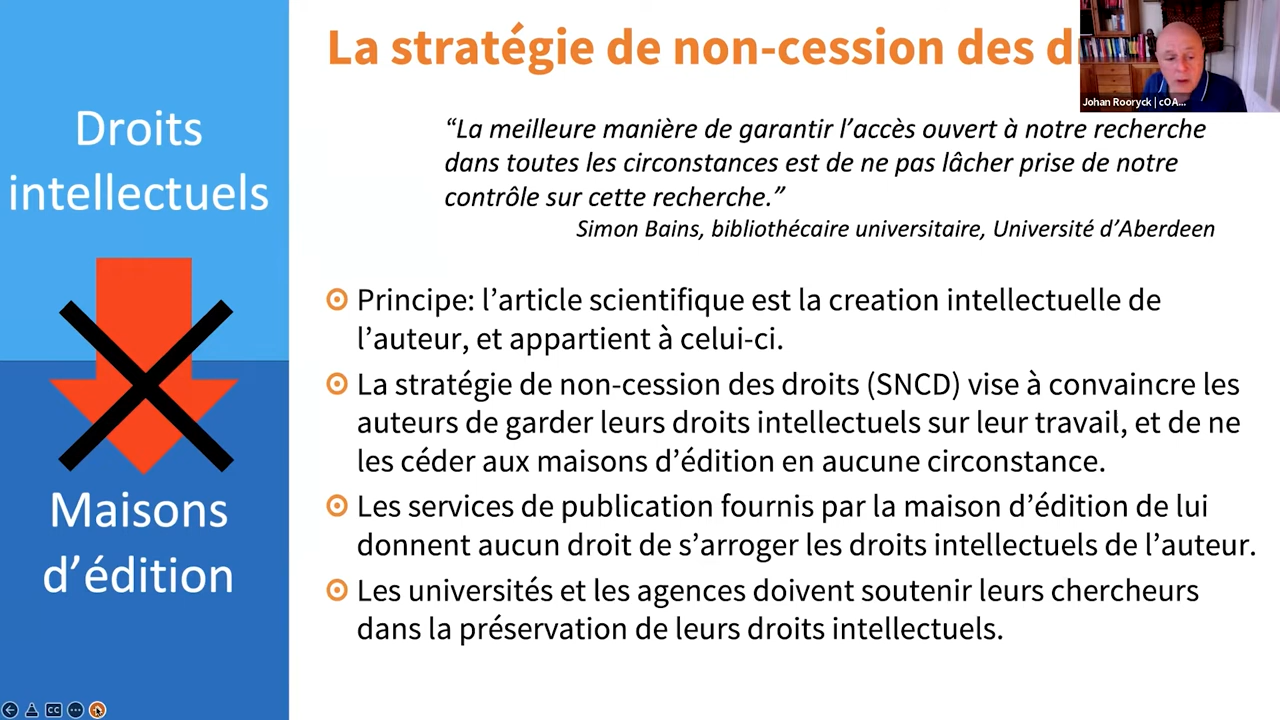 La stratégie de non-cession des d
Johan Rooryck | cOA...
Droits
intellectuels
Maisons
d’édition
“La meilleure manière de garantir l’accès ouvert à notre recherche
dans toutes les circonstances est de ne pas lâcher prise de notre
contrôle sur cette recherche.”
Simon Bains, bibliothécaire universitaire, Université d’Aberdeen
Principe: l’article scientifique est la creation intellectuelle de
l’auteur, et appartient à celui-ci.
La stratégie de non-cession des droits (SNCD) vise à convaincre les
auteurs de garder leurs droits intellectuels sur leur travail, et de ne
les céder aux maisons d’édition en aucune circonstance.
Les services de publication fournis par la maison d’édition de lui
donnent aucun droit de s’arroger les droits intellectuels de l’auteur.
Les universités et les agences doivent soutenir leurs chercheurs
dans la préservation de leurs droits intellectuels.
CC